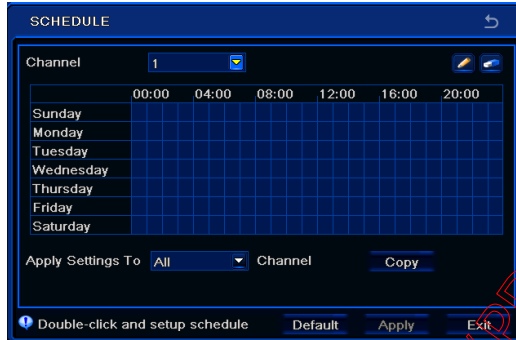 SCHEDULE
Channel 1
00:00 04:00 08:00 12:00 16:00 20:00
Sunday
Monday
Tuesday
Wednesday
Thursday
Friday
Saturday
Apply Settings To All Channel Copy
Double-click and setup schedule Default Apply Exit